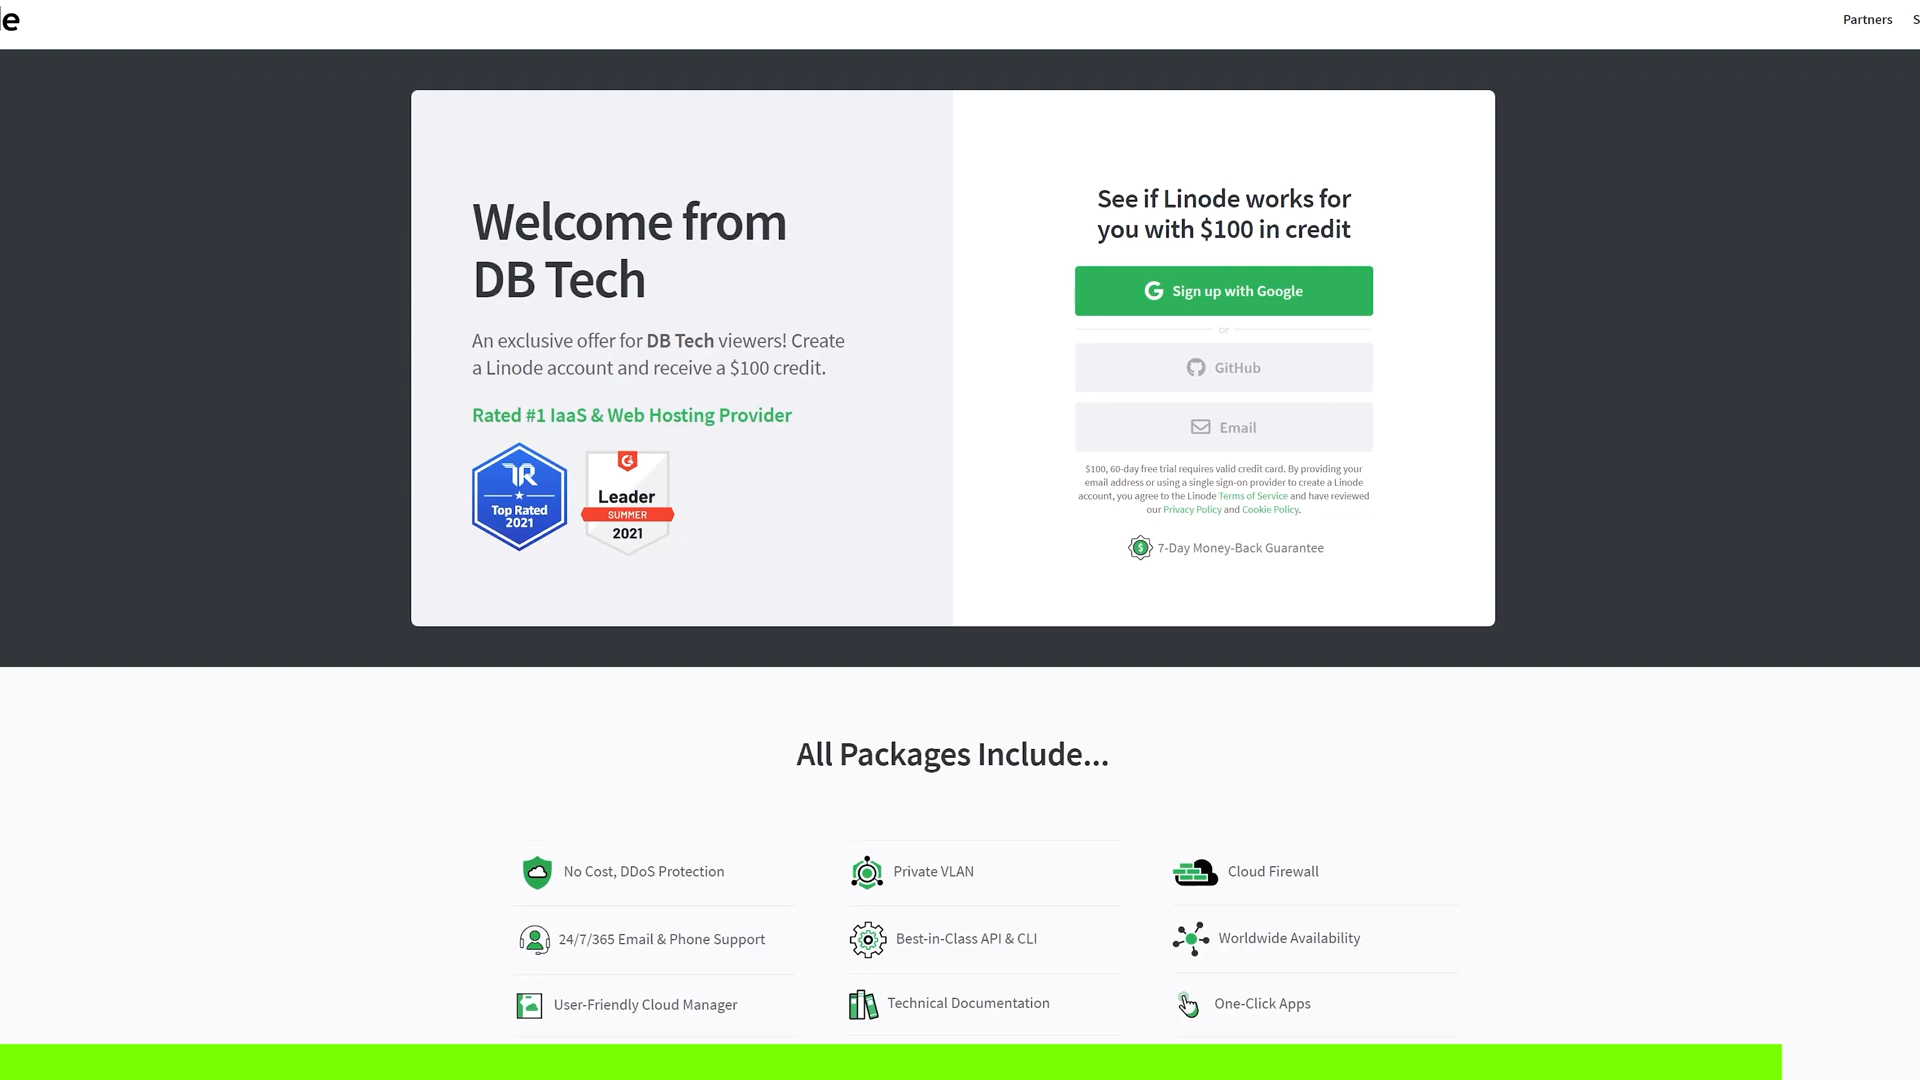 le
Partners
S
Welcome from
DB Tech
An exclusive offer for DB Tech viewers! Create
a Linode account and receive a $100 credit.
Rated #1 IaaS & Web Hosting Provider
TR
Top Rated
2021
G
Leader
SUMMER
2021
See if Linode works for
you with $100 in credit
G Sign up with Google
or
GitHub
Email
$100, 60-day free trial requires valid credit card. By providing your
email address or using a single sign-on provider to create a Linode
account, you agree to the Linode Terms of Service and have reviewed
our Privacy Policy and Cookie Policy.
$ 7-Day Money-Back Guarantee
All Packages Include...
No Cost, DDoS Protection
Private VLAN
Cloud Firewall
24/7/365 Email & Phone Support
Best-in-Class API & CLI
Worldwide Availability
User-Friendly Cloud Manager
Technical Documentation
One-Click Apps